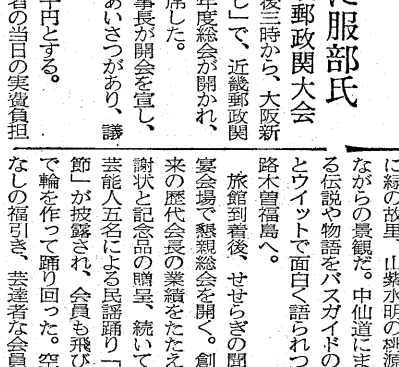 に服部氏
郵政関大会
後三時から、大阪新
し」で、近畿郵政関
年度総会が開かれ、
席した。
事長が開会を宣し、
あいさつがあり、議
千円とする。
者の当日の実費負担
に緑の故里、山紫水明の桃源
ながらの景観だ。中仙道にま
る伝説や物語をバスガイドの
とウイットで面白く語られつ
路木曽福島へ。
旅館到着後、せせらぎの聞
宴会場で懇親総会を開く。創
来の歴代会長の業績をたたえ
謝状と記念品の贈呈、続いて
芸能人五名による民謡踊り「
節」が披露され、会員も飛び
で輪を作って踊り回った。空
なしの福引き、芸達者な会員